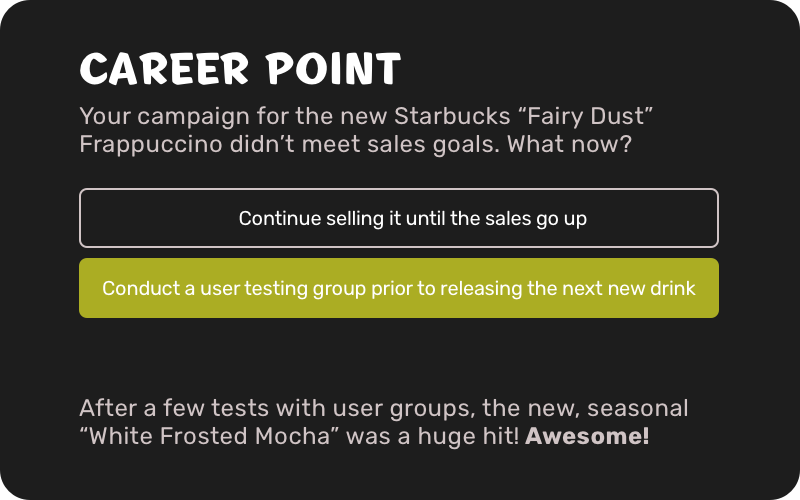 CAREER POINT
Your campaign for the new Starbucks “Fairy Dust”
Frappuccino didn’t meet sales goals. What now?
Continue selling it until the sales go up
Conduct a user testing group prior to releasing the next new drink
After a few tests with user groups, the new, seasonal
“White Frosted Mocha” was a huge hit! Awesome!